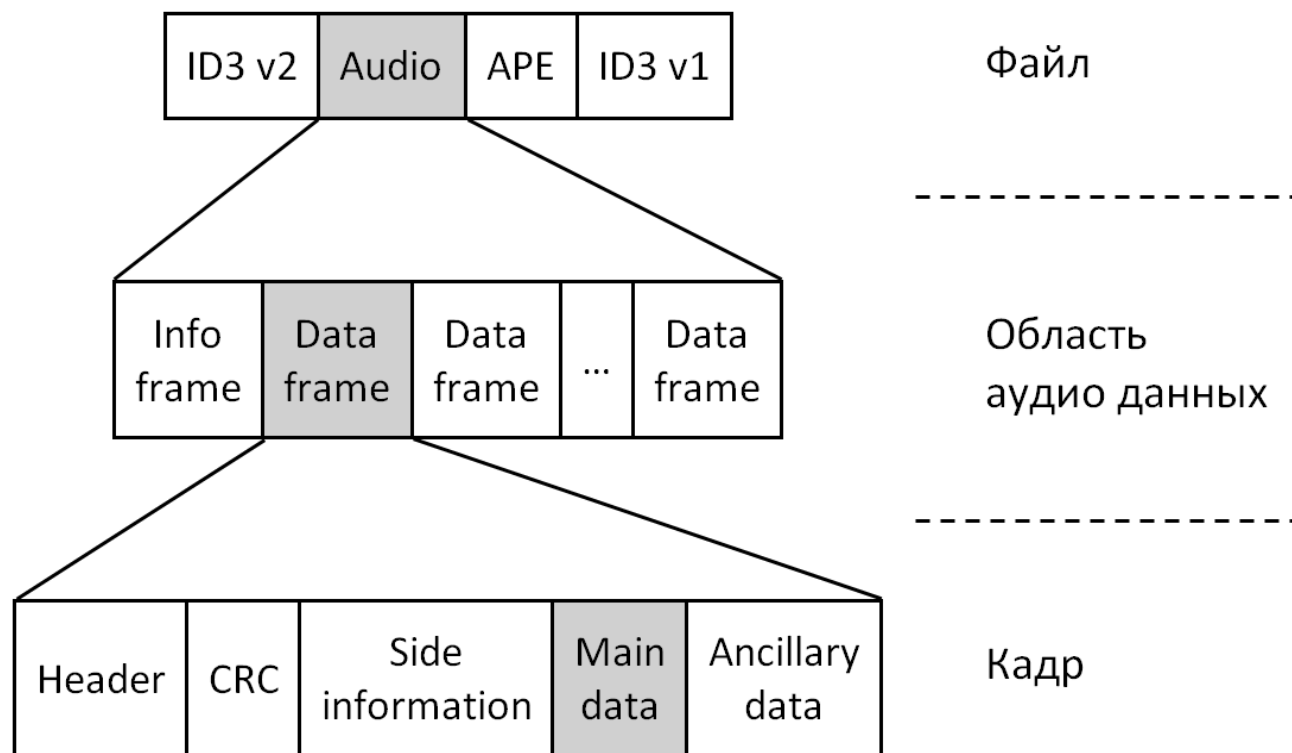 ID3 v2 Audio APE ID3 v1 Файл
Info Data Data ... Data Область
frame frame frame frame аудио данных
Header CRC Side information Main data Ancillary data Кадр